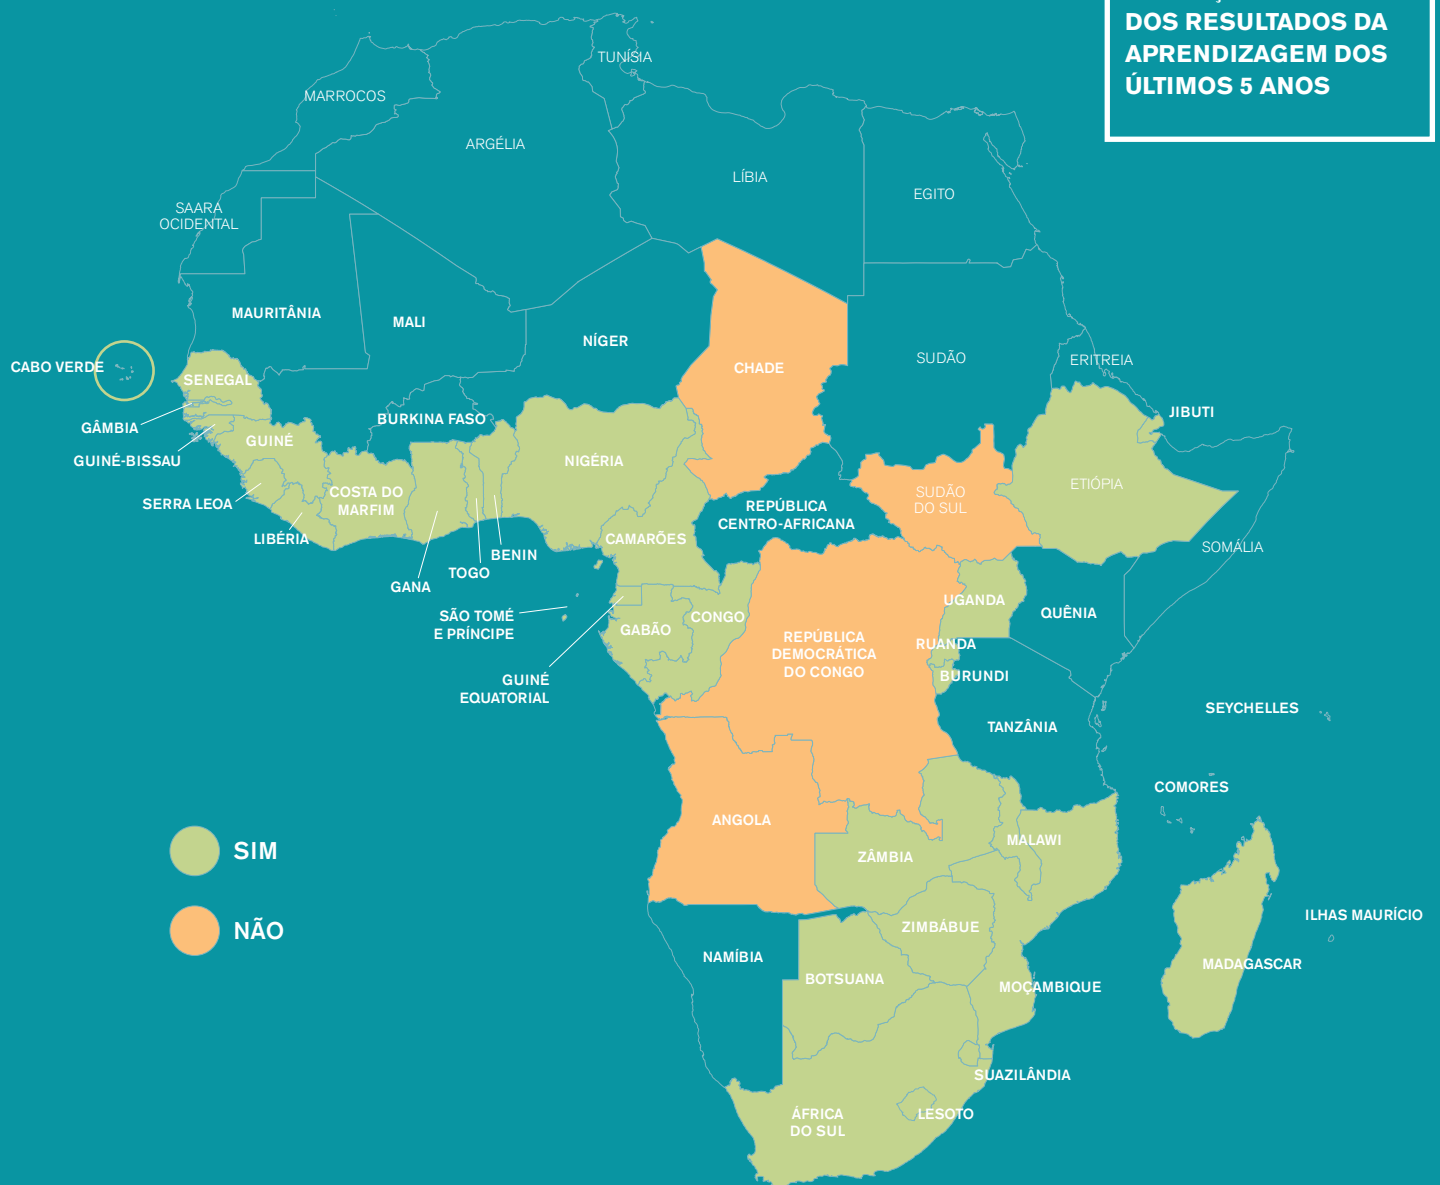 DOS RESULTADOS DA
APRENDIZAGEM DOS
ÚLTIMOS 5 ANOS
TUNÍSIA
MARROCOS
ARGÉLIA
LÍBIA
EGITO
SAARA
OCIDENTAL
MAURITÂNIA
MALI
NÍGER
CHADE
SUDÃO
ERITREIA
CABO VERDE
SENEGAL
JIBUTI
GÂMBIA
BURKINA FASO
GUINÉ
GUINÉ-BISSAU
NIGÉRIA
ETIÓPIA
SERRA LEOA
COSTA DO
MARFIM
REPÚBLICA
CENTRO-AFRICANA
SUDÃO
DO SUL
LIBÉRIA
CAMARÕES
SOMÁLIA
BENIN
TOGO
GANA
UGANDA
QUÊNIA
SÃO TOMÉ
E PRÍNCIPE
CONGO
GABÃO
REPÚBLICA
DEMOCRÁTICA
DO CONGO
RUANDA
BURUNDI
GUINÉ
EQUATORIAL
SEYCHELLES
TANZÂNIA
COMORES
ANGOLA
MALAWI
SIM
ZÂMBIA
ILHAS MAURÍCIO
NÃO
ZIMBÁBUE
NAMÍBIA
MADAGASCAR
BOTSUANA
MOÇAMBIQUE
SUAZILÂNDIA
ÁFRICA
DO SUL
LESOTO